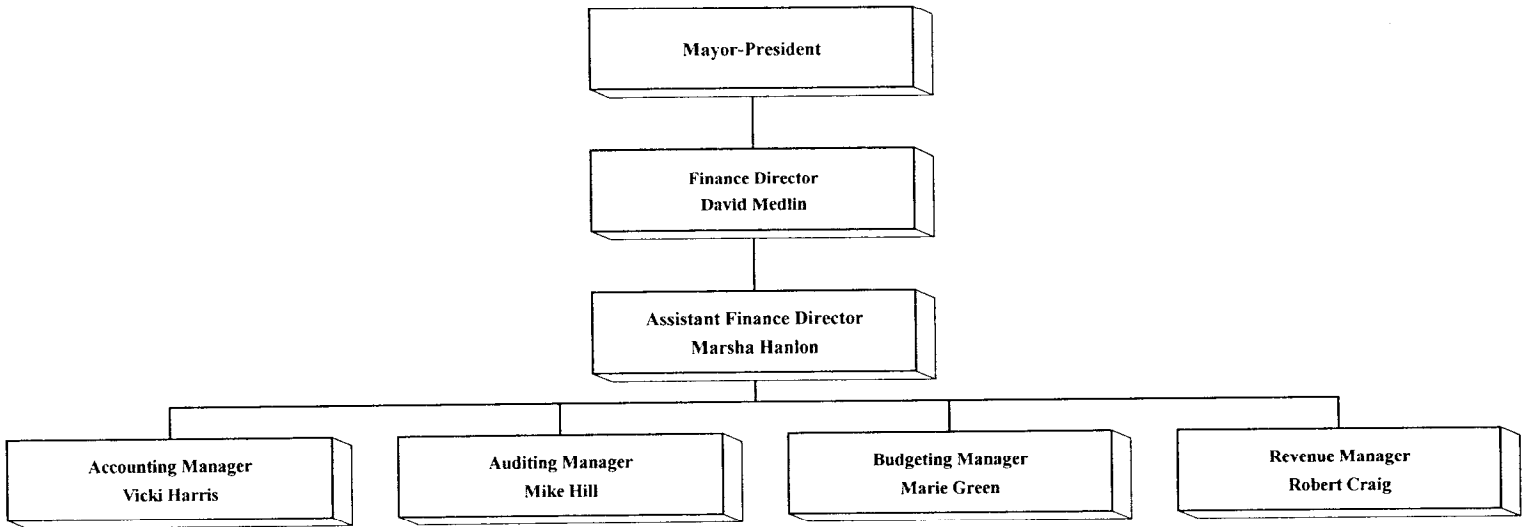 Mayor-President
Finance Director
David Medlin
Assistant Finance Director
Marsha Hanlon
Accounting Manager
Vicki Harris
Auditing Manager
Mike Hill
Budgeting Manager
Marie Green
Revenue Manager
Robert Craig